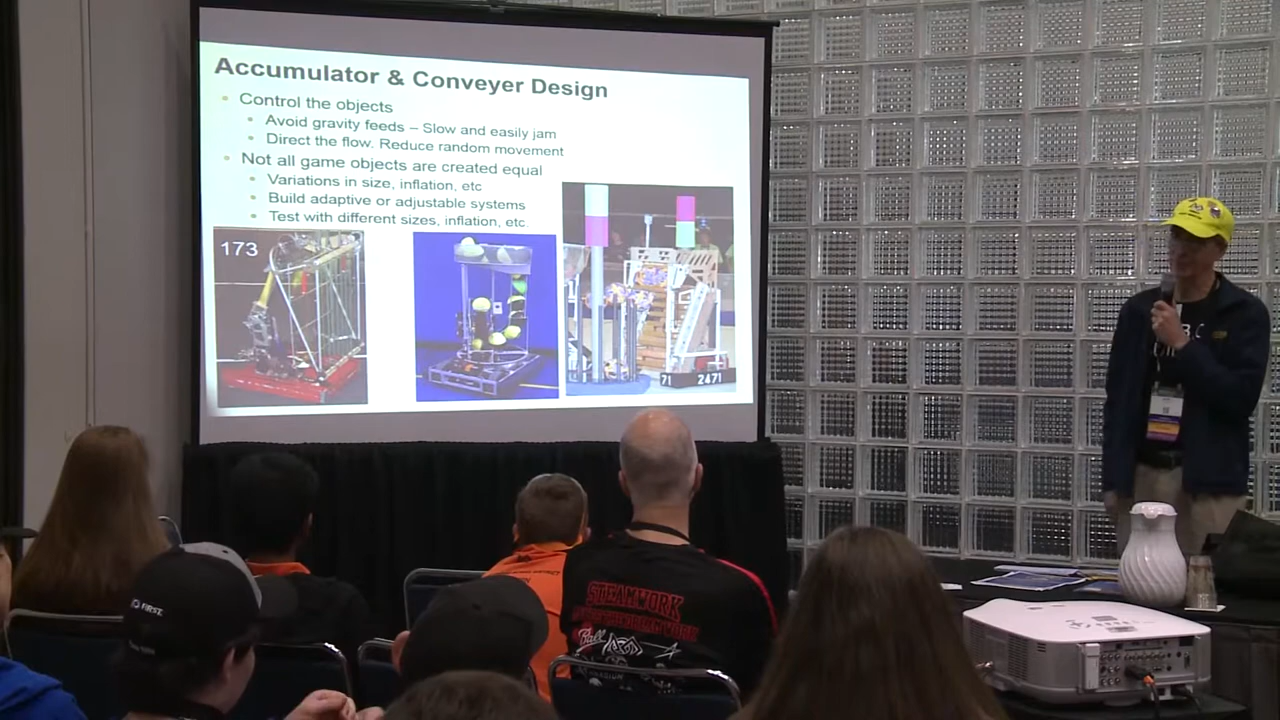 Accumulator & Conveyer Design
Control the objects
Avoid gravity feeds – Slow and easily jam
Direct the flow. Reduce random movement
Not all game objects are created equal
Variations in size, inflation, etc
Build adaptive or adjustable systems
Test with different sizes, inflation, etc.
173
71 2471
FIRST
STEAMWORK